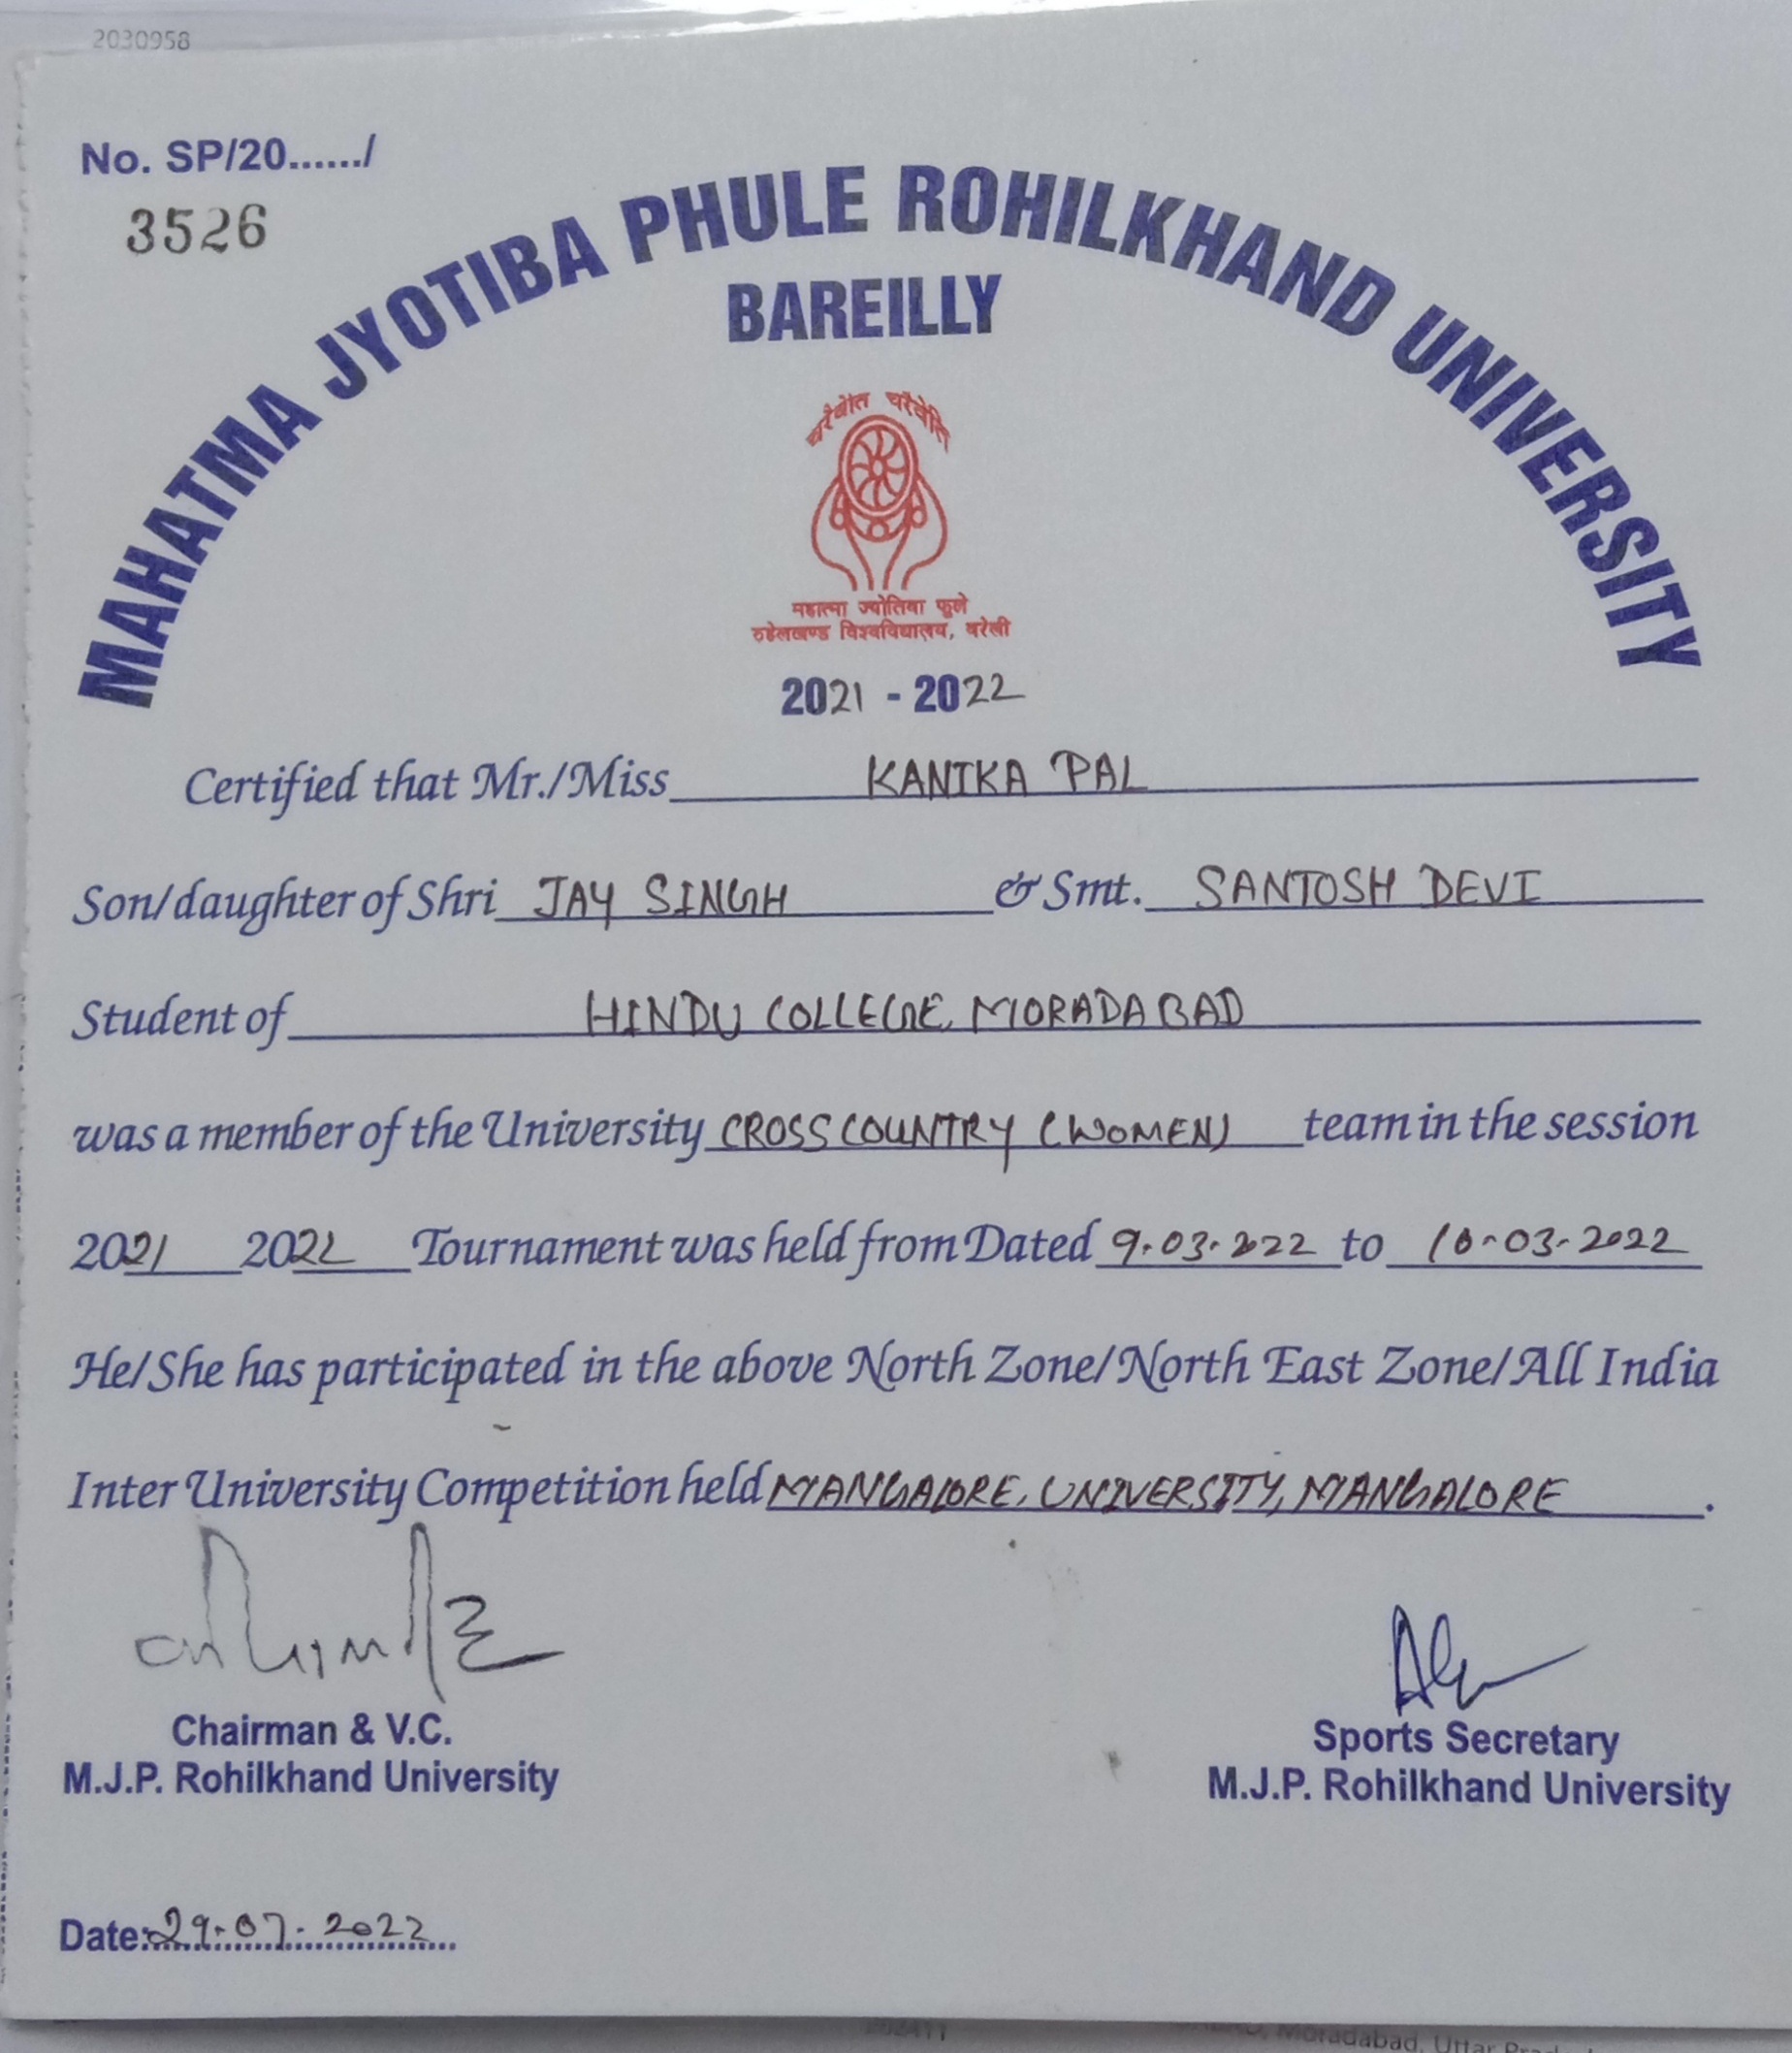 2030958
No. SP/20....../
3526
MAHATMA JYOTIBA PHULE ROHILKHAND UNIVERSITY
BAREILLY
चरैवेति चरैवेति
महात्मा ज्योतिबा फुले
रुहेलखण्ड विश्वविद्यालय, बरेली
2021 - 2022
Certified that Mr./Miss KANIKA PAL
Son/daughter of Shri JAY SINGH & Smt. SANTOSH DEVI
Student of HINDU COLLEGE, MORADABAD
was a member of the University CROSS COUNTRY (WOMEN) team in the session
2021 2022 Tournament was held from Dated 9.03.2022 to 10-03-2022
He/She has participated in the above North Zone/North East Zone/All India
Inter University Competition held MANGALORE, UNIVERSITY, MANGALORE .
Chairman & V.C.
M.J.P. Rohilkhand University
Sports Secretary
M.J.P. Rohilkhand University
Date: 29-07-2022
Moradabad, Uttar